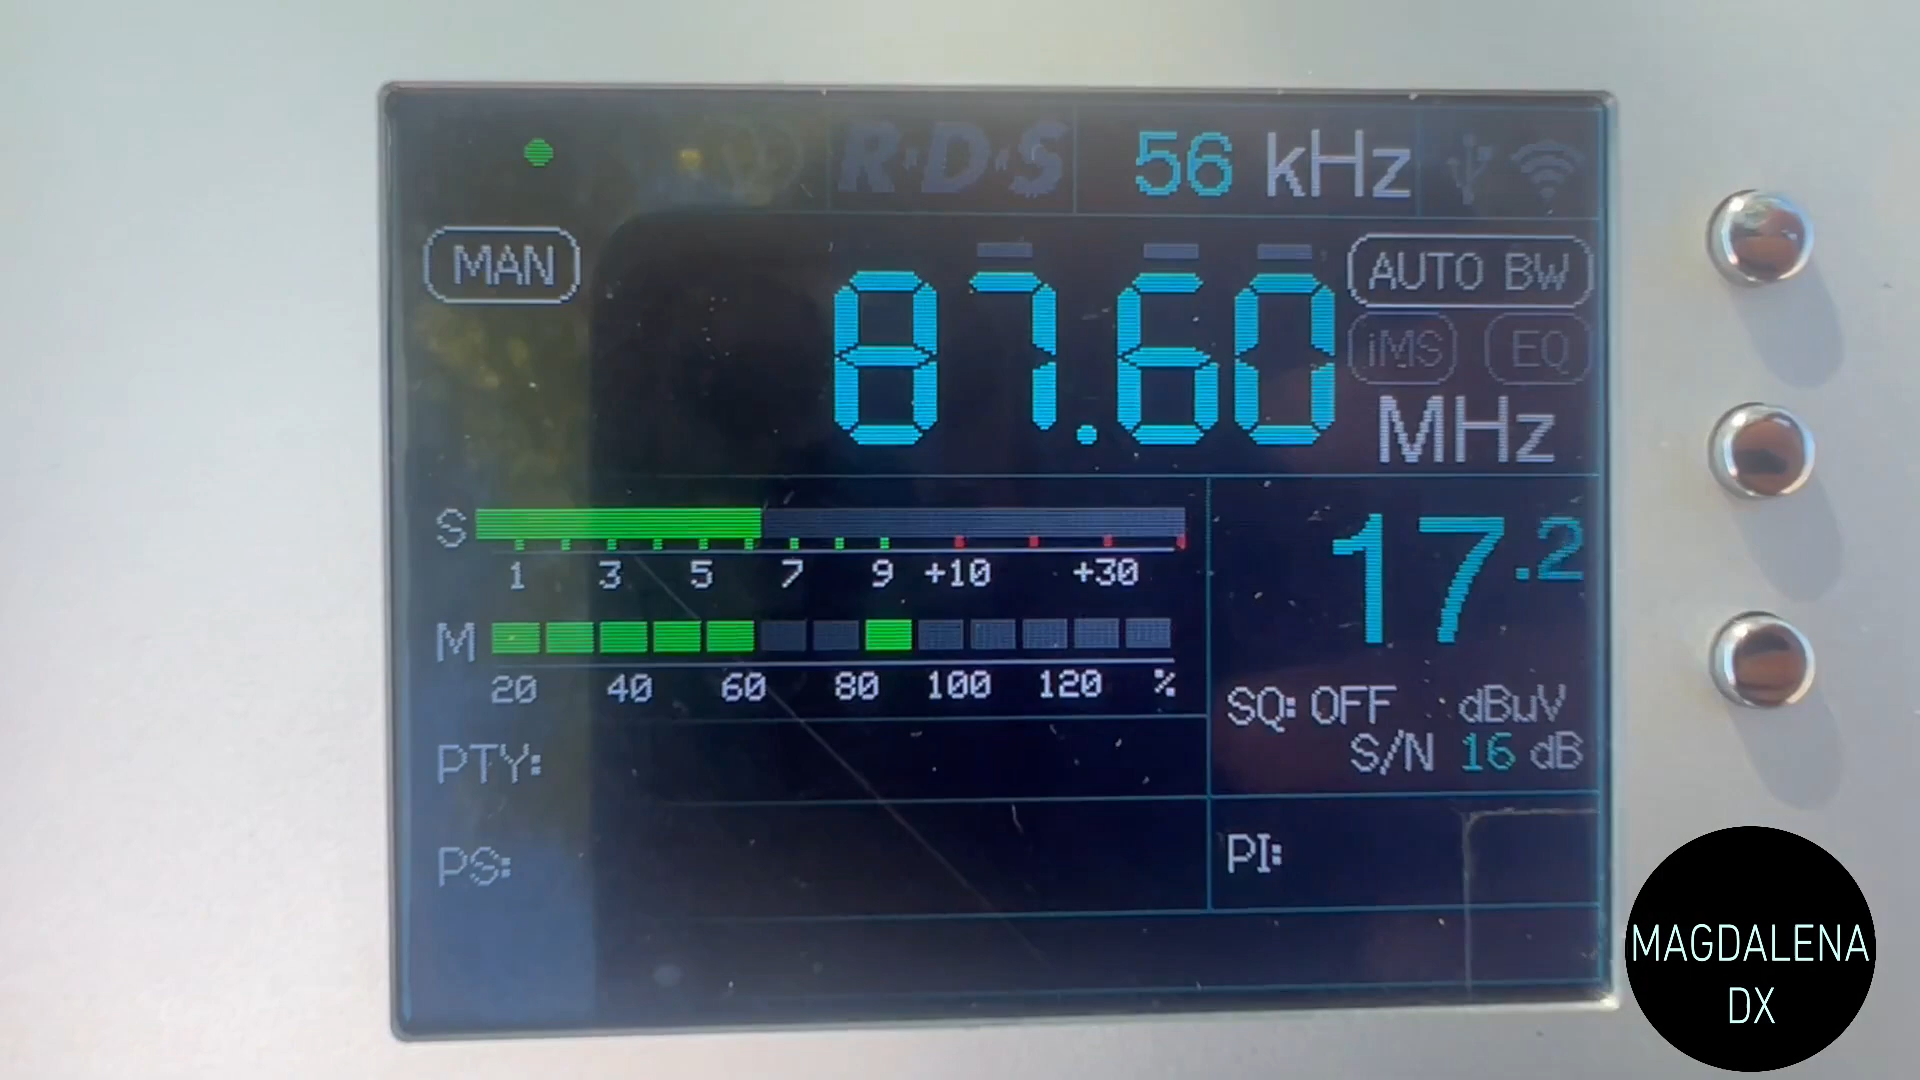 R·D·S 56 kHz
MAN
87.60
AUTO BW
iMS EQ
MHz
S
1 3 5 7 9 +10 +30
M
20 40 60 80 100 120 %
17.2
SQ: OFF dBuV
S/N 16 dB
PTY:
PS:
PI:
MAGDALENA
DX